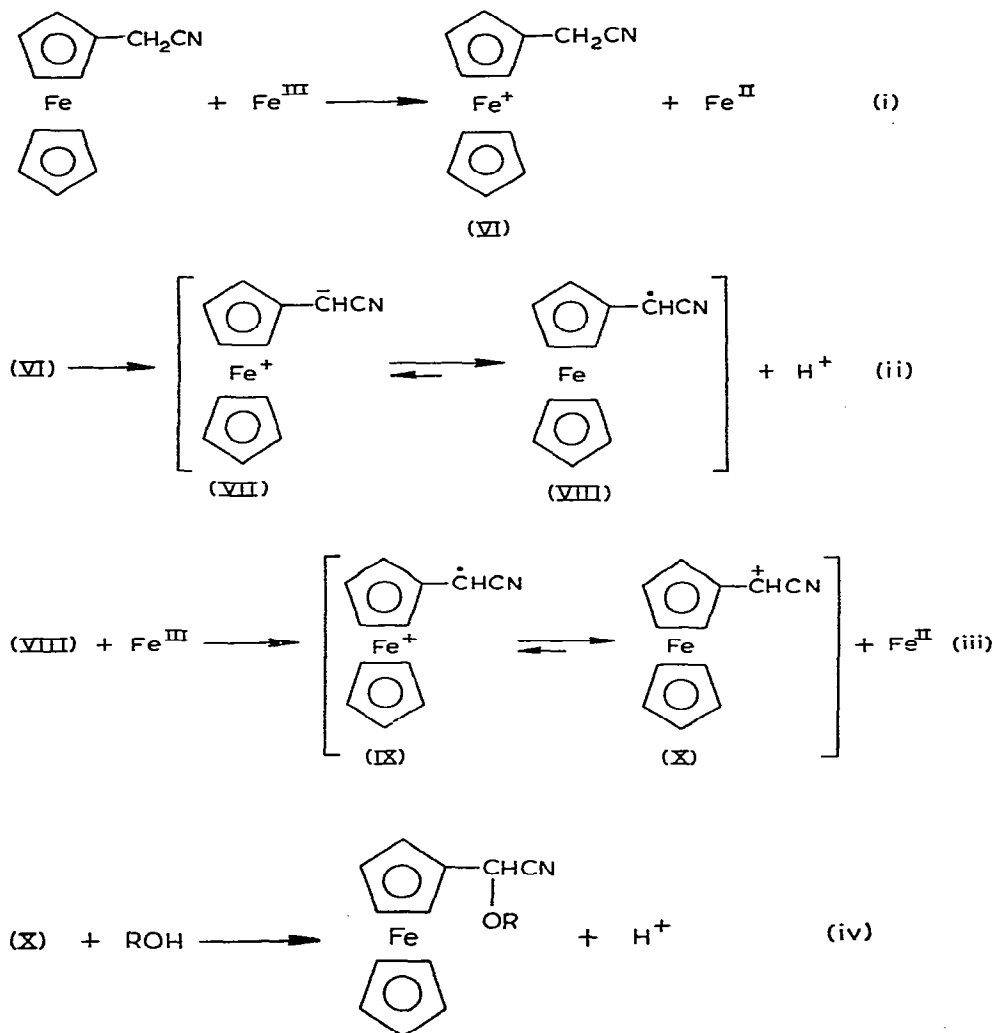 CH₂CN CH₂CN
Fe + Feᴵᴵᴵ Fe⁺ + Feᴵᴵ (i)
(VI)
C̄HCN ĊHCN
(VI) Fe⁺ Fe + H⁺ (ii)
(VII) (VIII)
ĊHCN C⁺HCN
(VIII) + Feᴵᴵᴵ Fe⁺ Fe + Feᴵᴵ (iii)
(IX) (X)
CHCN
OR
(X) + ROH Fe + H⁺ (iv)